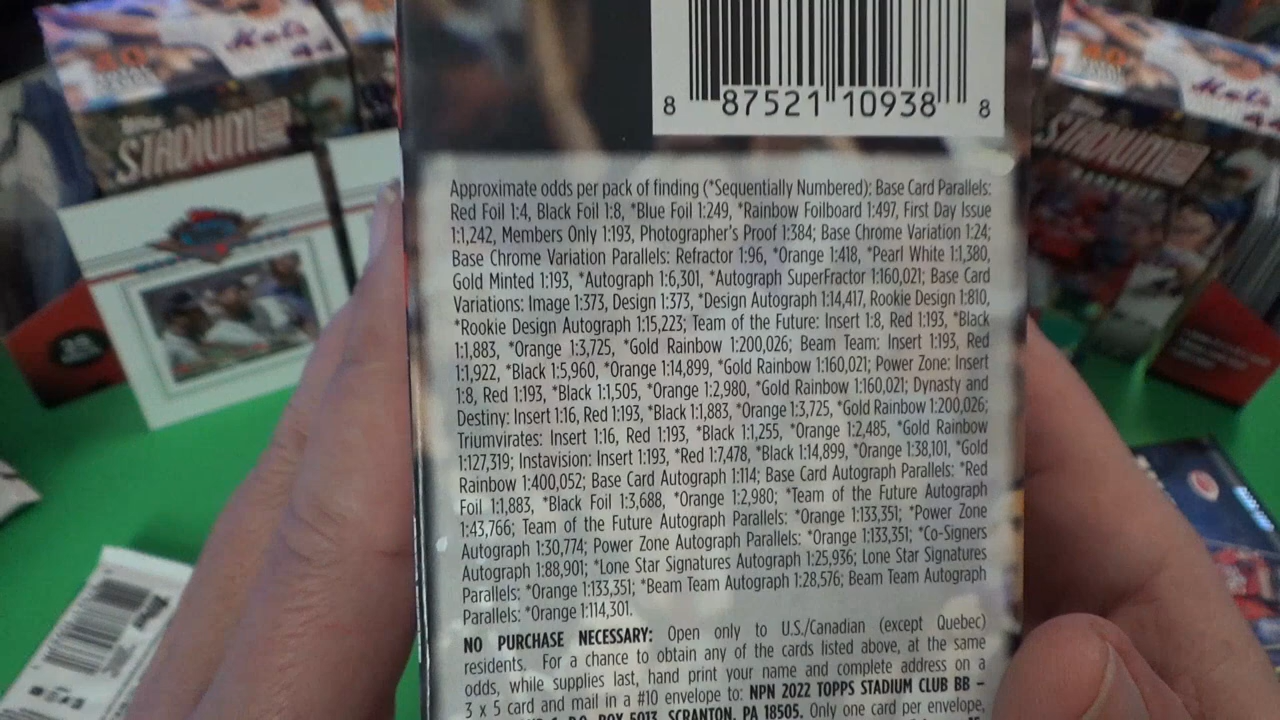 Mets
44
STADIUM
Mets
44
STADIUM
8 87521 10938 8
Approximate odds per pack of finding (*Sequentially Numbered): Base Card Parallels:
Red Foil 1:4, Black Foil 1:8, *Blue Foil 1:249, *Rainbow Foilboard 1:497, First Day Issue
1:1,242, Members Only 1:193, Photographer's Proof 1:384; Base Chrome Variation 1:24;
Base Chrome Variation Parallels: Refractor 1:96, *Orange 1:418, *Pearl White 1:1,380,
Gold Minted 1:193, *Autograph 1:6,301, *Autograph SuperFractor 1:160,021; Base Card
Variations: Image 1:373, Design 1:373, *Design Autograph 1:14,417, Rookie Design 1:810,
*Rookie Design Autograph 1:15,223; Team of the Future: Insert 1:8, Red 1:193, *Black
1:1,883, *Orange 1:3,725, *Gold Rainbow 1:200,026; Beam Team: Insert 1:193, Red
1:1,922, *Black 1:5,960, *Orange 1:14,899, *Gold Rainbow 1:160,021; Power Zone: Insert
1:8, Red 1:193, *Black 1:1,505, *Orange 1:2,980, *Gold Rainbow 1:160,021; Dynasty and
Destiny: Insert 1:16, Red 1:193, *Black 1:1,883, *Orange 1:3,725, *Gold Rainbow 1:200,026;
Triumvirates: Insert 1:16, Red 1:193, *Black 1:1,255, *Orange 1:2,485, *Gold Rainbow
1:127,319; Instavision: Insert 1:193, *Red 1:7,478, *Black 1:14,899, *Orange 1:38,101, *Gold
Rainbow 1:400,052; Base Card Autograph 1:114; Base Card Autograph Parallels: *Red
Foil 1:1,883, *Black Foil 1:3,688, *Orange 1:2,980; *Team of the Future Autograph
1:43,766; Team of the Future Autograph Parallels: *Orange 1:133,351; *Power Zone
Autograph 1:30,774; Power Zone Autograph Parallels: *Orange 1:133,351; *Co-Signers
Autograph 1:88,901; *Lone Star Signatures Autograph 1:25,936; Lone Star Signatures
Parallels: *Orange 1:133,351; *Beam Team Autograph 1:28,576; Beam Team Autograph
Parallels: *Orange 1:114,301.
NO PURCHASE NECESSARY: Open only to U.S./Canadian (except Quebec)
residents. For a chance to obtain any of the cards listed above, at the same
odds, while supplies last, hand print your name and complete address on a
3 x 5 card and mail in a #10 envelope to: NPN 2022 TOPPS STADIUM CLUB BB –
BOX 5013, SCRANTON, PA 18505. Only one card per envelope,